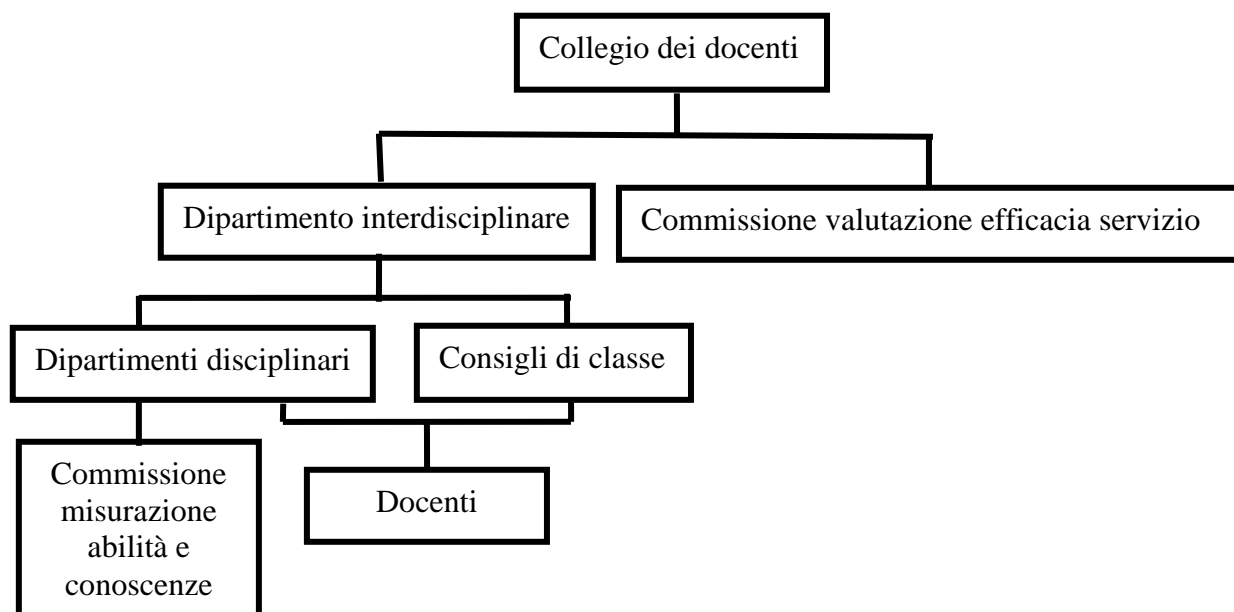 Collegio dei docenti
Dipartimento interdisciplinare
Commissione valutazione efficacia servizio
Dipartimenti disciplinari
Consigli di classe
Commissione
misurazione
abilità e
conoscenze
Docenti